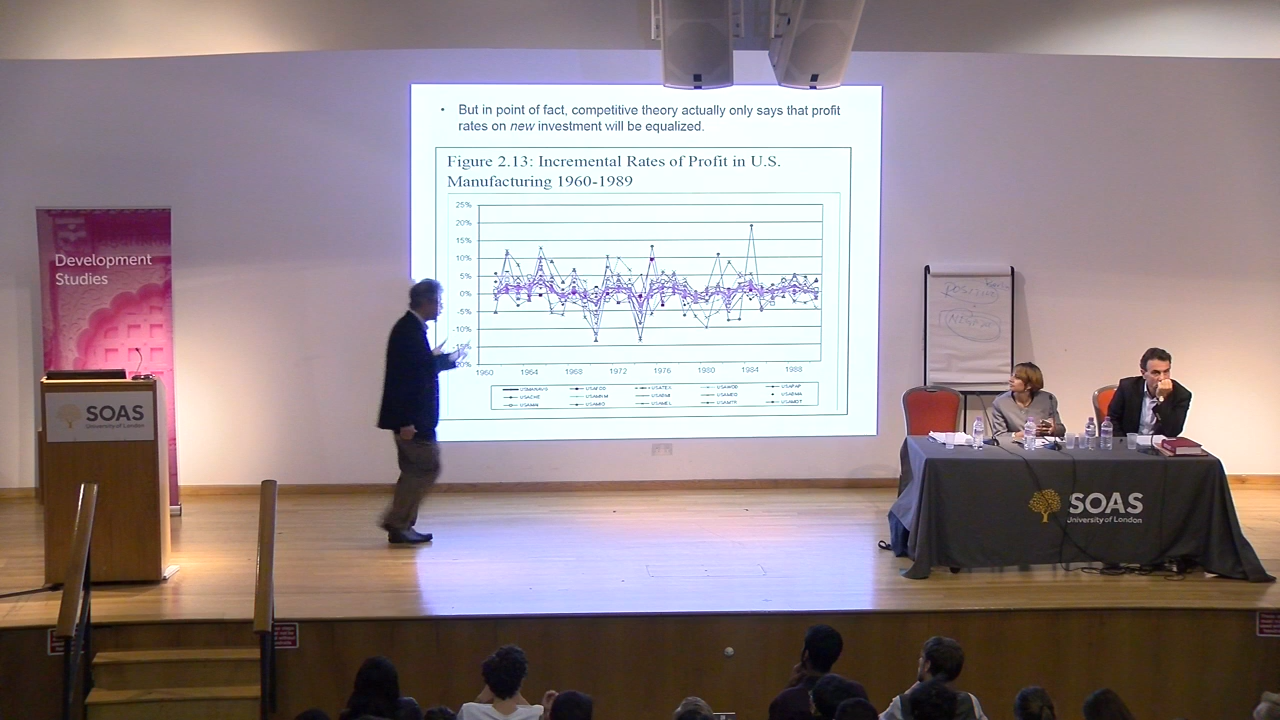 • But in point of fact, competitive theory actually only says that profit
rates on new investment will be equalized.
Figure 2.13: Incremental Rates of Profit in U.S.
Manufacturing 1960-1989
25%
20%
15%
10%
5%
0%
-5%
-10%
-15%
-20%
1960 1964 1968 1972 1976 1980 1984 1988
Development
Studies
SOAS
University of London
SOAS
University of London